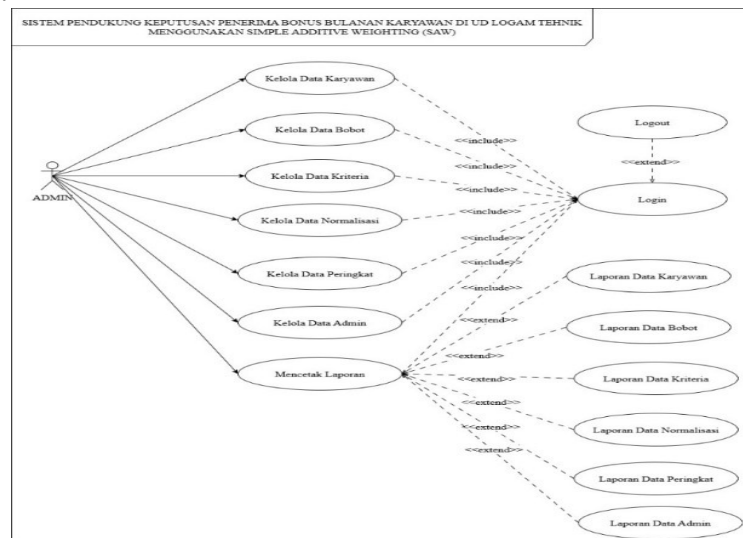 SISTEM PENDUKUNG KEPUTUSAN PENERIMA BONUS BULANAN KARYAWAN DI UD LOGAM TEHNIK
MENGGUNAKAN SIMPLE ADDITIVE WEIGHTING (SAW)
Kelola Data Karyawan
Logout
Kelola Data Bobot
<<include>>
<<extend>>
<<include>>
Kelola Data Kriteria
<<include>>
ADMIN
Login
Kelola Data Normalisasi
<<include>>
<<include>>
<<include>>
Kelola Data Peringkat
Laporan Data Karyawan
<<include>>
Kelola Data Admin
<<extend>>
Laporan Data Bobot
<<extend>>
Mencetak Laporan
<<extend>>
Laporan Data Kriteria
<<extend>>
<<extend>>
Laporan Data Normalisasi
<<extend>>
Laporan Data Peringkat
Laporan Data Admin